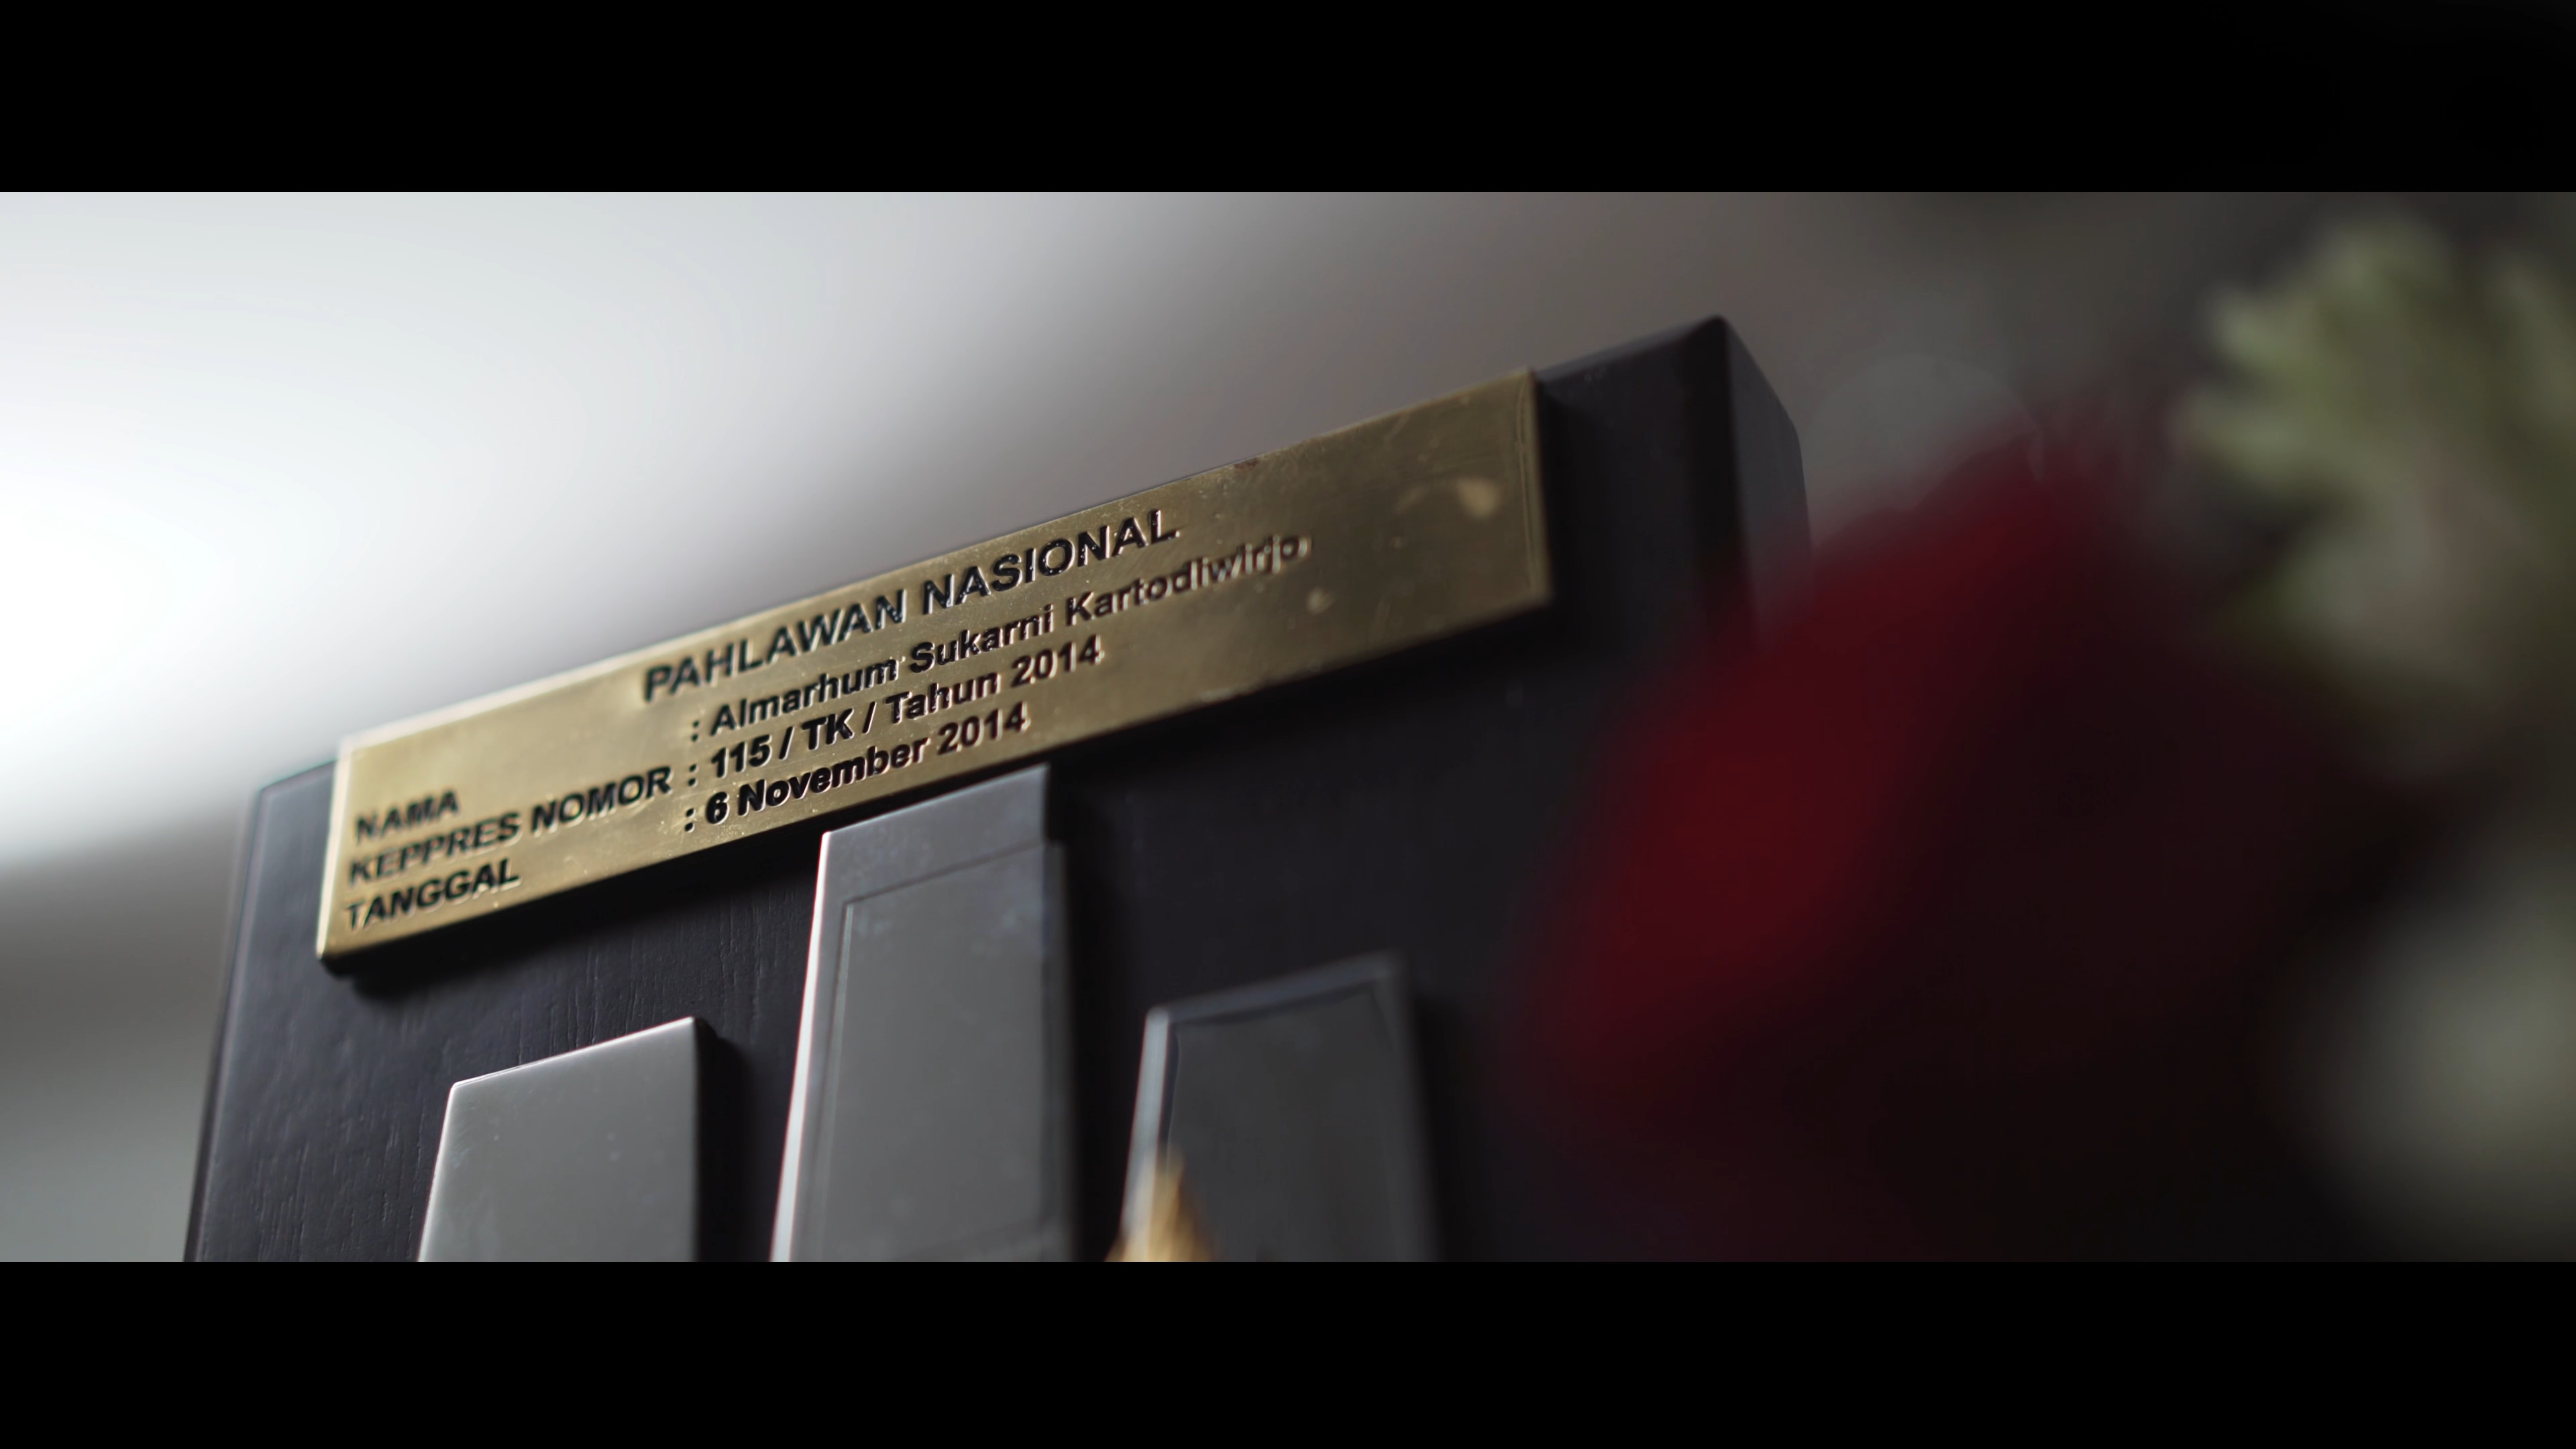 PAHLAWAN NASIONAL
NAMA : Almarhum Sukarni Kartodiwirjo
KEPPRES NOMOR : 115 / TK / Tahun 2014
TANGGAL : 6 November 2014